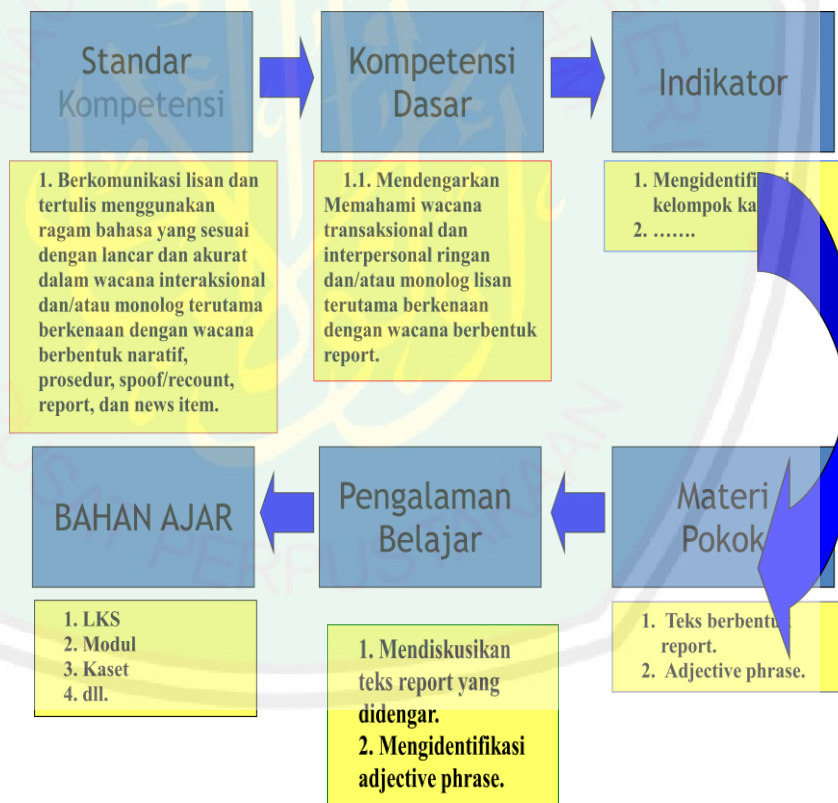 Standar
Kompetensi
Kompetensi
Dasar
Indikator
1. Berkomunikasi lisan dan
tertulis menggunakan
ragam bahasa yang sesuai
dengan lancar dan akurat
dalam wacana interaksional
dan/atau monolog terutama
berkenaan dengan wacana
berbentuk naratif,
prosedur, spoof/recount,
report, dan news item.
1.1. Mendengarkan
Memahami wacana
transaksional dan
interpersonal ringan
dan/atau monolog lisan
terutama berkenaan
dengan wacana berbentuk
report.
1. Mengidentifikasi
kelompok
2. …….
BAHAN AJAR
Pengalaman
Belajar
Materi
Pokok
1. LKS
2. Modul
3. Kaset
4. dll.
1. Mendiskusikan
teks report yang
didengar.
2. Mengidentifikasi
adjective phrase.
1. Teks berbentuk
report.
2. Adjective phrase.
PUSAT PERPUSTAKAAN